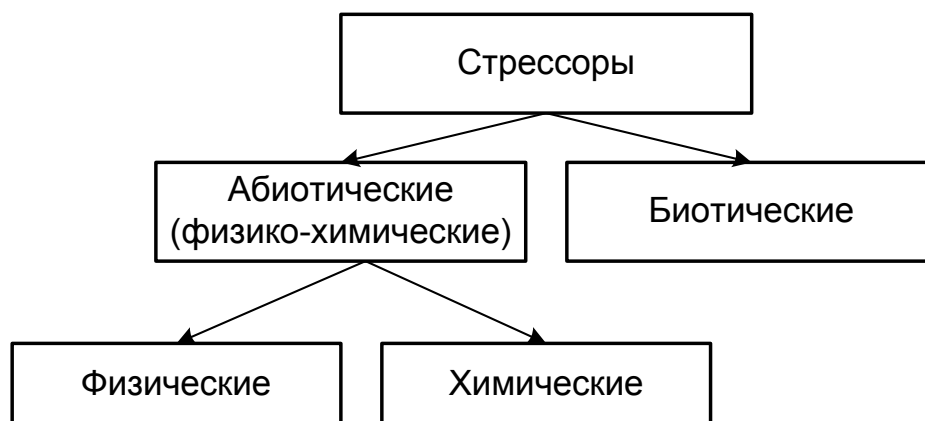 Стрессоры
Абиотические
(физико-химические)
Биотические
Физические
Химические